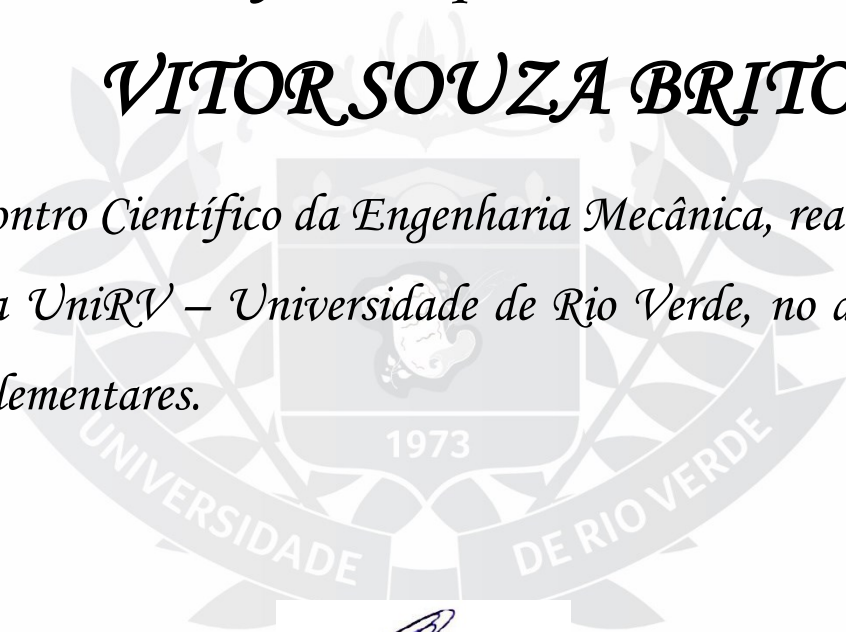 VITOR SOUZA BRITO
ontro Científico da Engenharia Mecânica, rea
a UniRV – Universidade de Rio Verde, no d
lementares.
1973
UNIVERSIDADE DE RIO VERDE